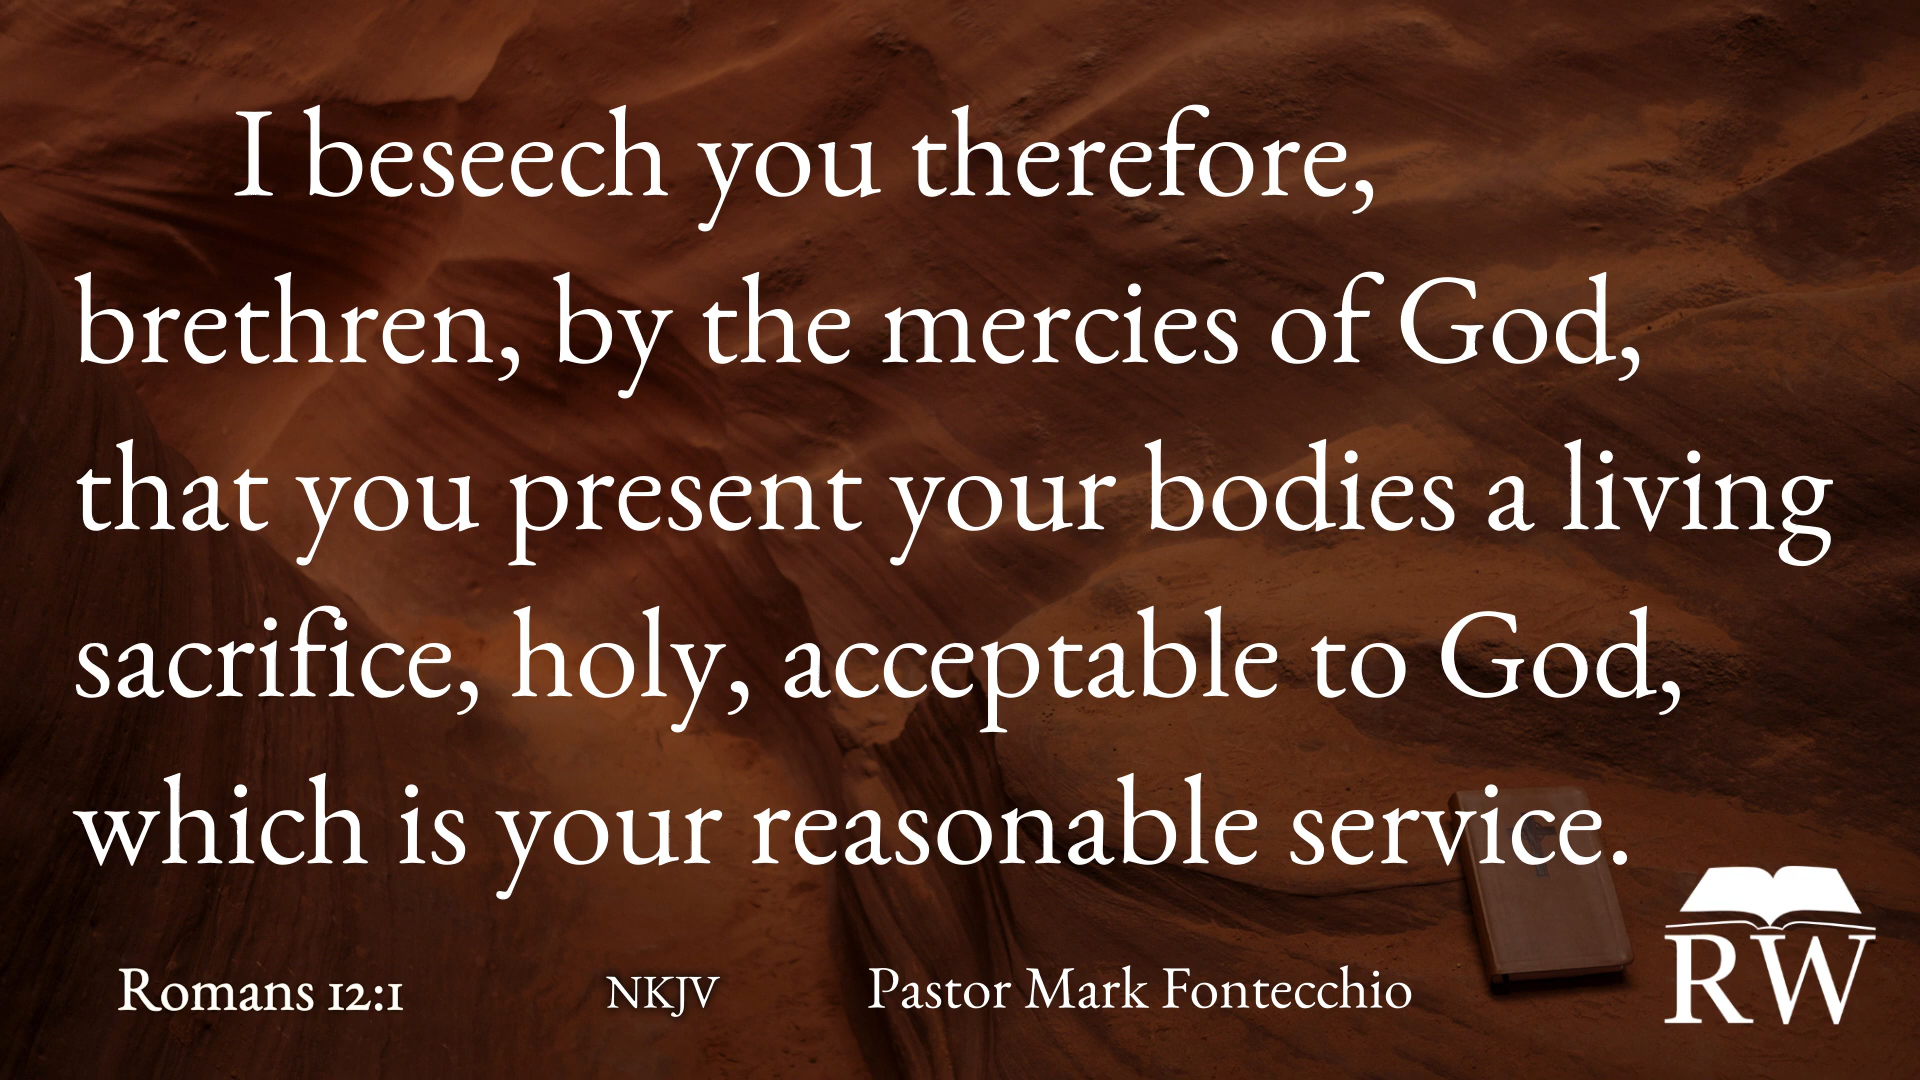 I beseech you therefore,
brethren, by the mercies of God,
that you present your bodies a living
sacrifice, holy, acceptable to God,
which is your reasonable service.
Romans 12:1 NKJV Pastor Mark Fontecchio
RW